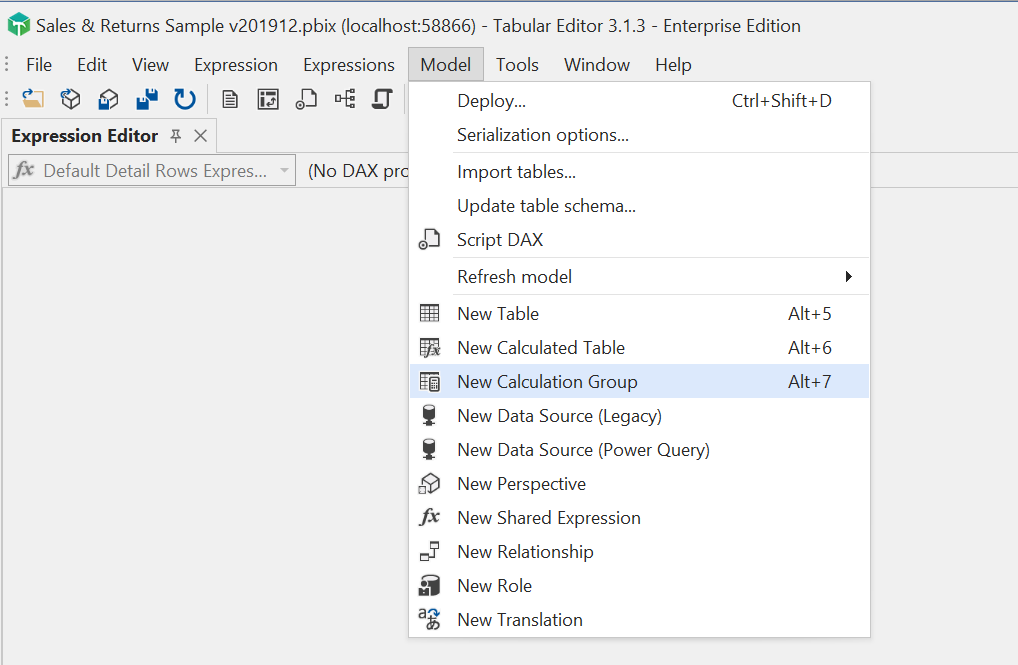 Sales & Returns Sample v201912.pbix (localhost:58866) - Tabular Editor 3.1.3 - Enterprise Edition
File Edit View Expression Expressions Model Tools Window Help
Deploy... Ctrl+Shift+D
Expression Editor
Serialization options...
fx Default Detail Rows Expres... (No DAX pro
Import tables...
Update table schema...
Script DAX
Refresh model
New Table Alt+5
New Calculated Table Alt+6
New Calculation Group Alt+7
New Data Source (Legacy)
New Data Source (Power Query)
New Perspective
fx New Shared Expression
New Relationship
New Role
New Translation